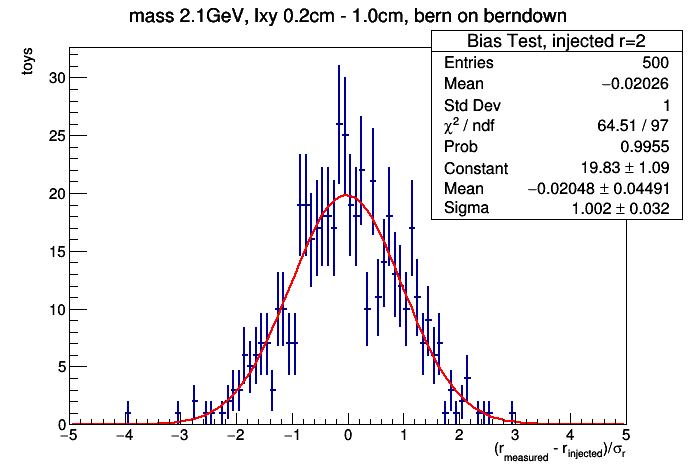 mass 2.1GeV, lxy 0.2cm - 1.0cm, bern on berndown
Bias Test, injected r=2
Entries 500
Mean −0.02026
Std Dev 1
χ² / ndf 64.51 / 97
Prob 0.9955
Constant 19.83 ± 1.09
Mean −0.02048 ± 0.04491
Sigma 1.002 ± 0.032
toys
30
25
20
15
10
5
0
−5 −4 −3 −2 −1 0 1 2 3 4 5
(r_measured - r_injected)/σ_r